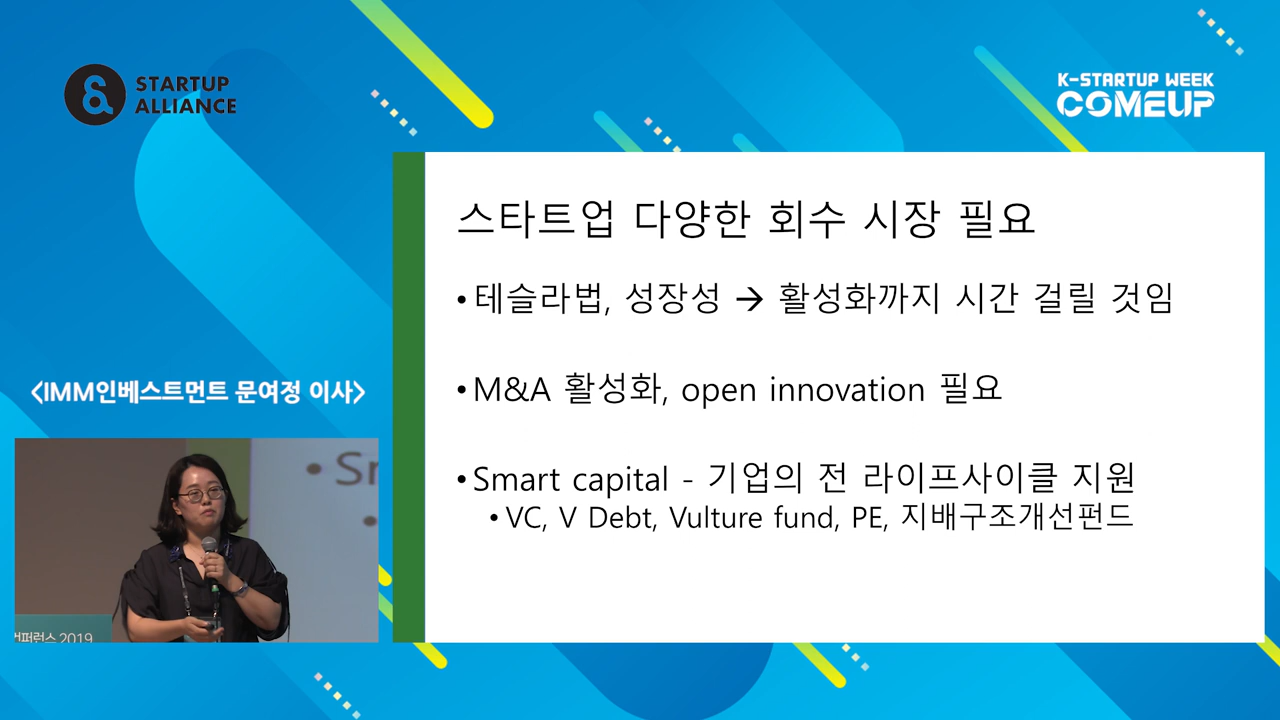 STARTUP
ALLIANCE
K-STARTUP WEEK
COMEUP
스타트업 다양한 회수 시장 필요
•테슬라법, 성장성 → 활성화까지 시간 걸릴 것임
•M&A 활성화, open innovation 필요
•Smart capital - 기업의 전 라이프사이클 지원
•VC, V Debt, Vulture fund, PE, 지배구조개선펀드
<IMM인베스트먼트 문여정 이사>
• Sr
퍼런스 2019